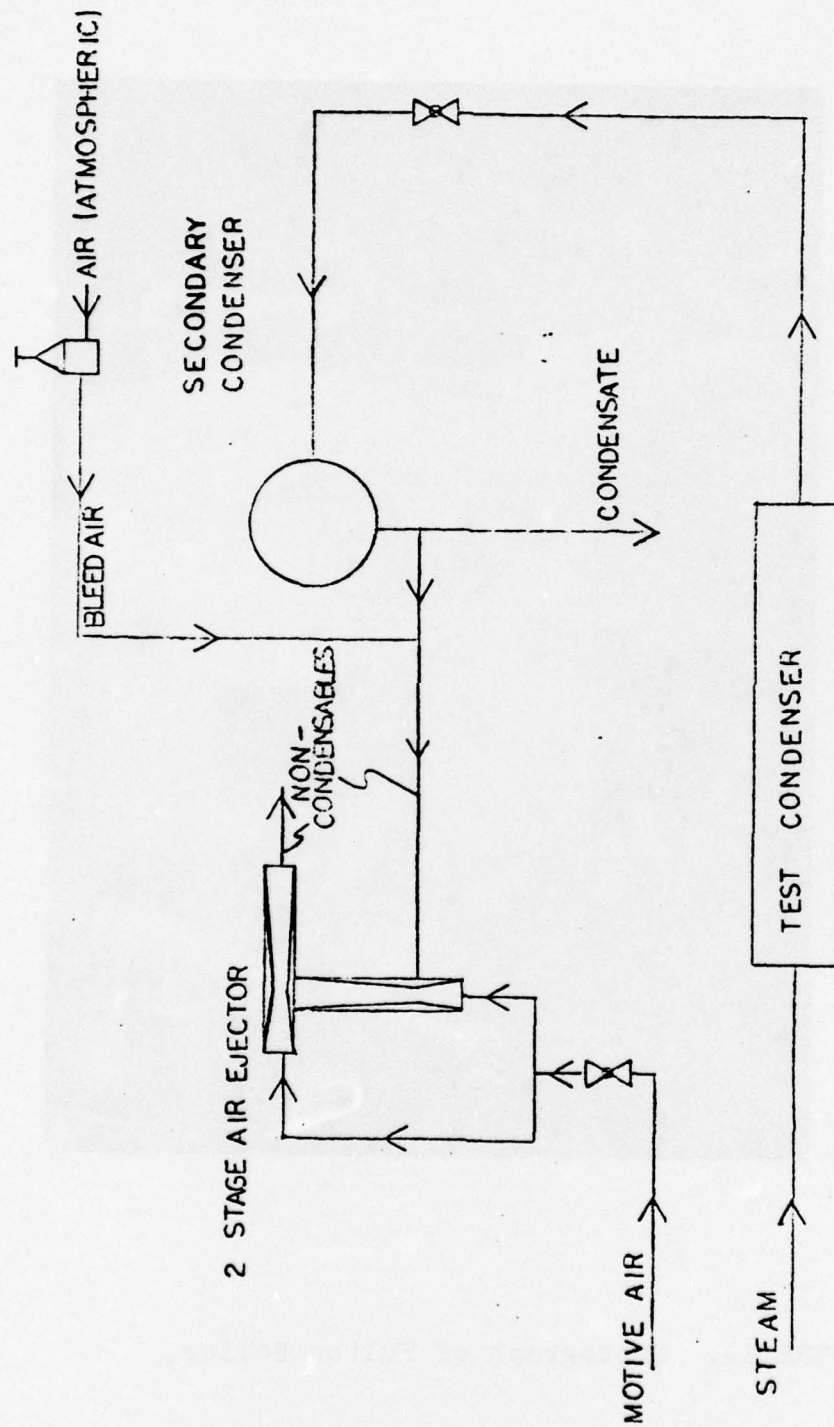 AIR (ATMOSPHERIC)
BLEED AIR
SECONDARY
CONDENSER
2 STAGE AIR EJECTOR
NON-
CONDENSABLES
CONDENSATE
MOTIVE AIR
TEST CONDENSER
STEAM